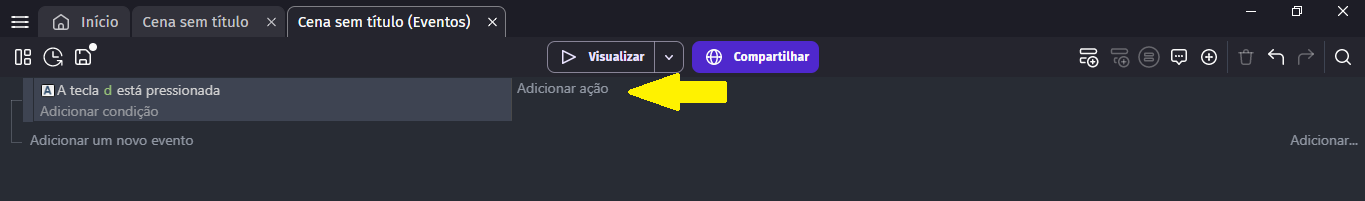 Início
Cena sem título
Cena sem título (Eventos)
Visualizar
Compartilhar
A A tecla d está pressionada
Adicionar ação
Adicionar condição
Adicionar um novo evento
Adicionar...